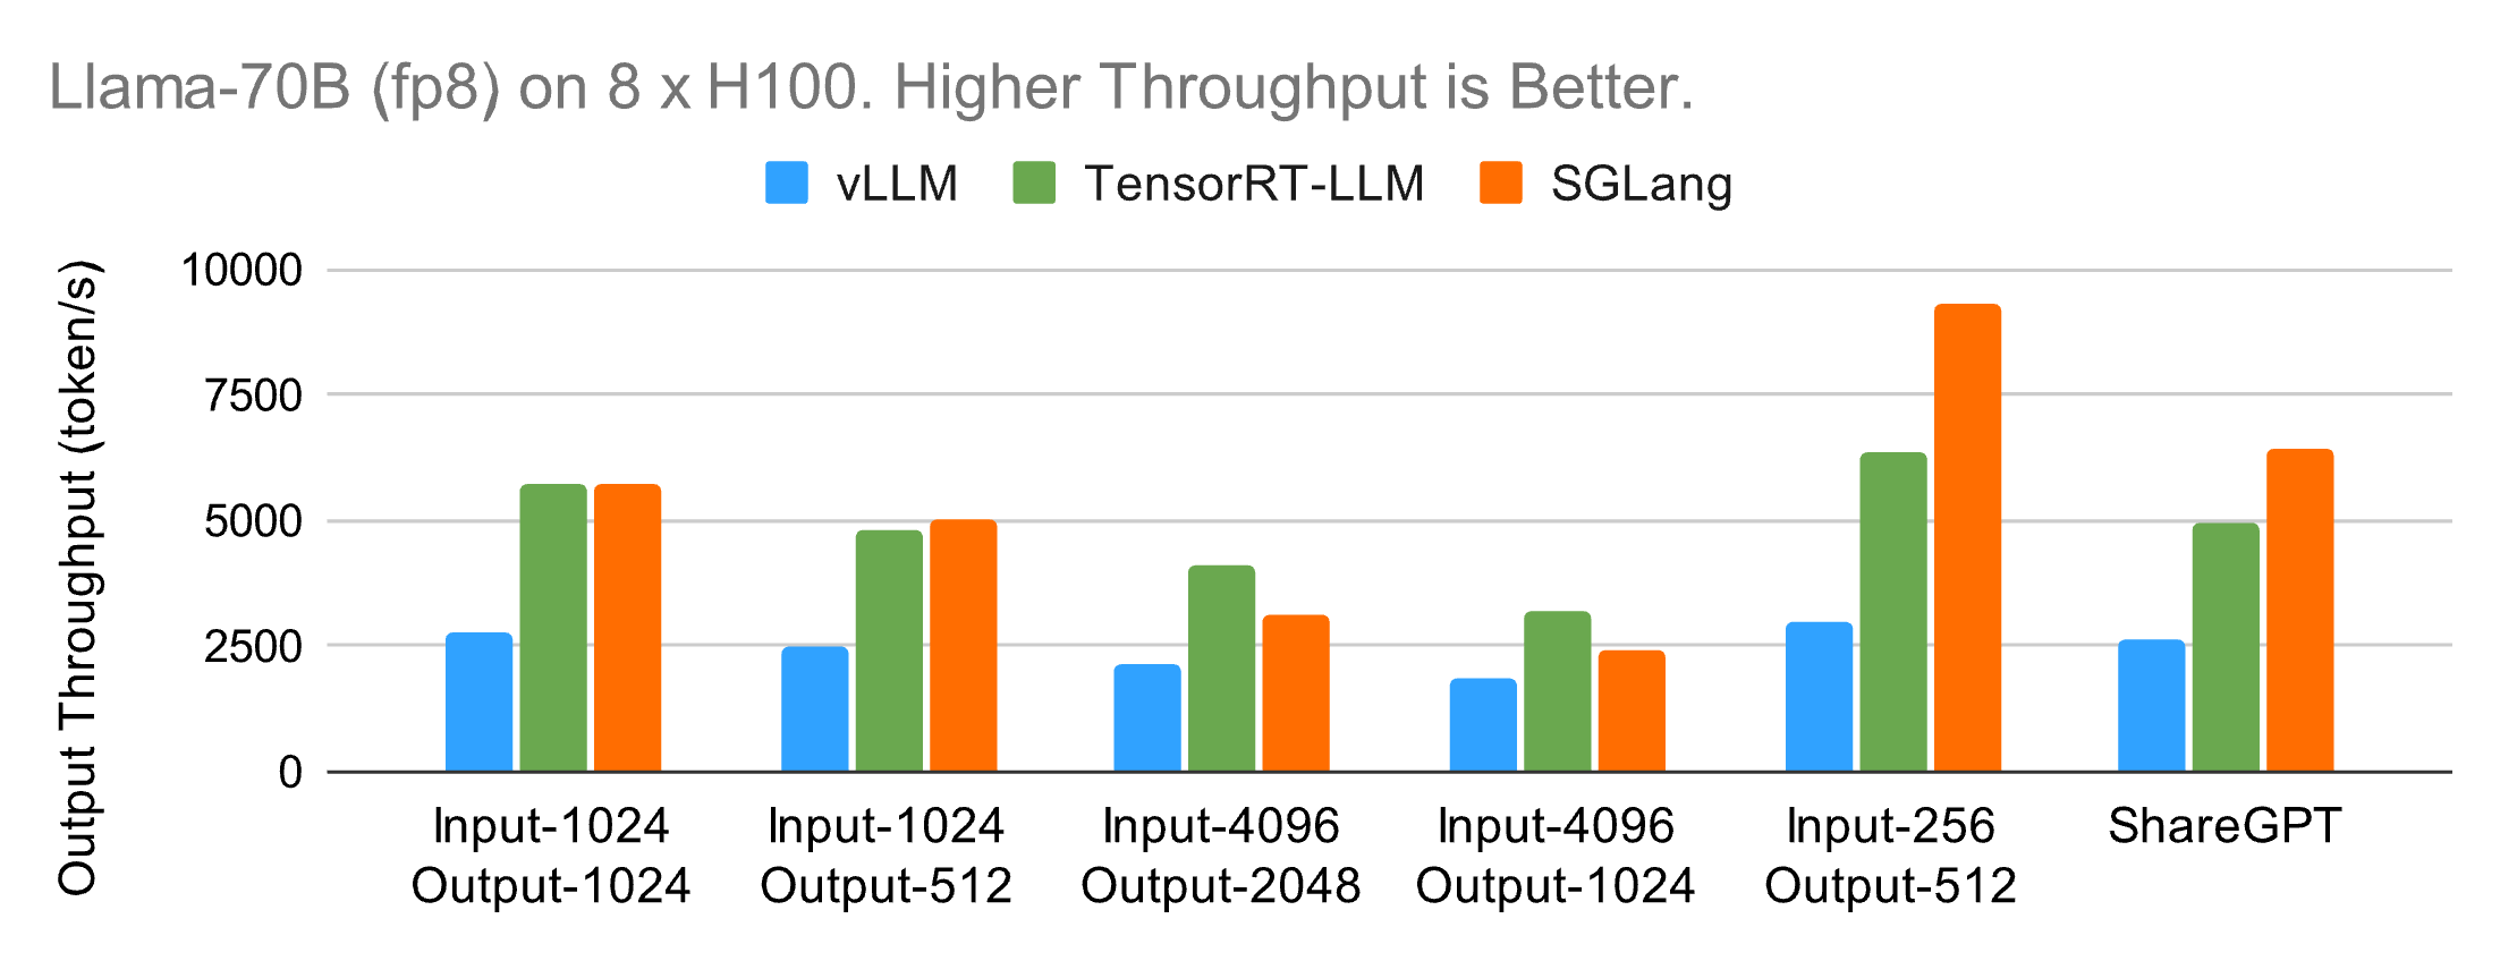 Llama-70B (fp8) on 8 x H100. Higher Throughput is Better.
vLLM
TensorRT-LLM
SGLang
Output Throughput (token/s)
10000
7500
5000
2500
0
Input-1024
Output-1024
Input-1024
Output-512
Input-4096
Output-2048
Input-4096
Output-1024
Input-256
Output-512
ShareGPT